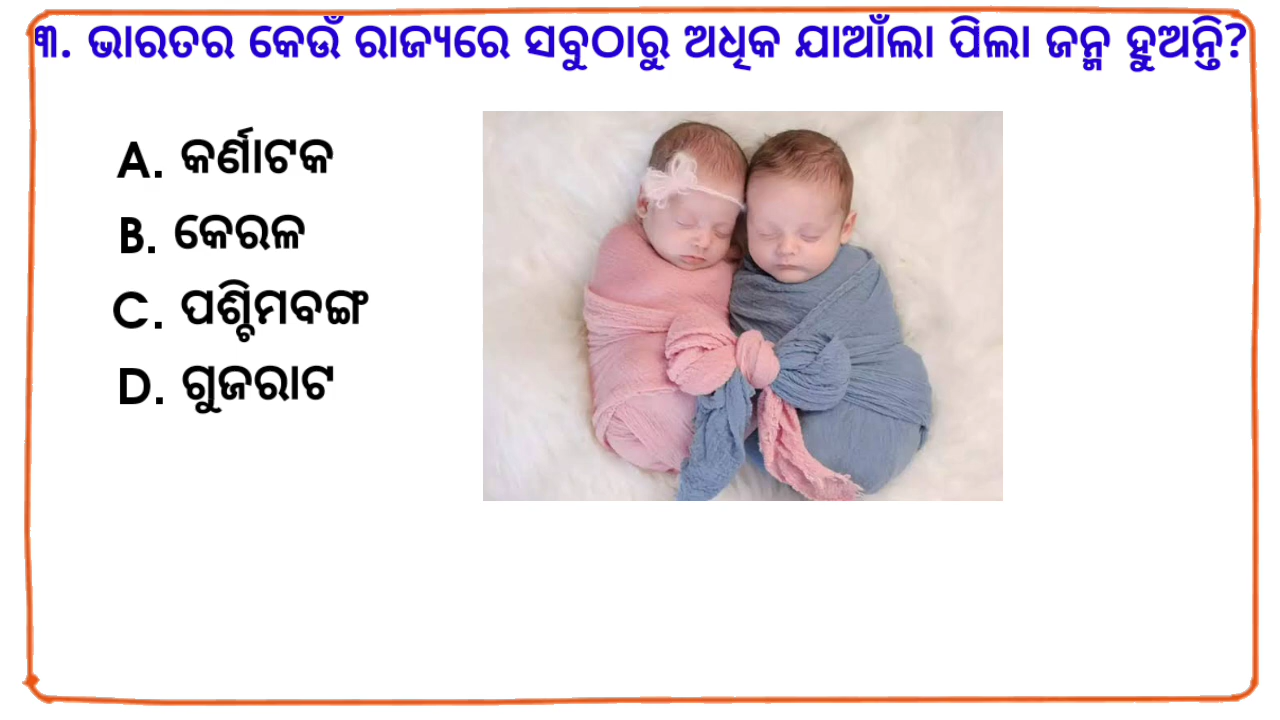 ୩. ଭାରତର କେଉଁ ରାଜ୍ୟରେ ସବୁଠାରୁ ଅଧିକ ଯାଆଁଲା ପିଲା ଜନ୍ମ ହୁଅନ୍ତି?
A. କର୍ଣାଟକ
B. କେରଳ
C. ପଶ୍ଚିମବଙ୍ଗ
D. ଗୁଜରାଟ